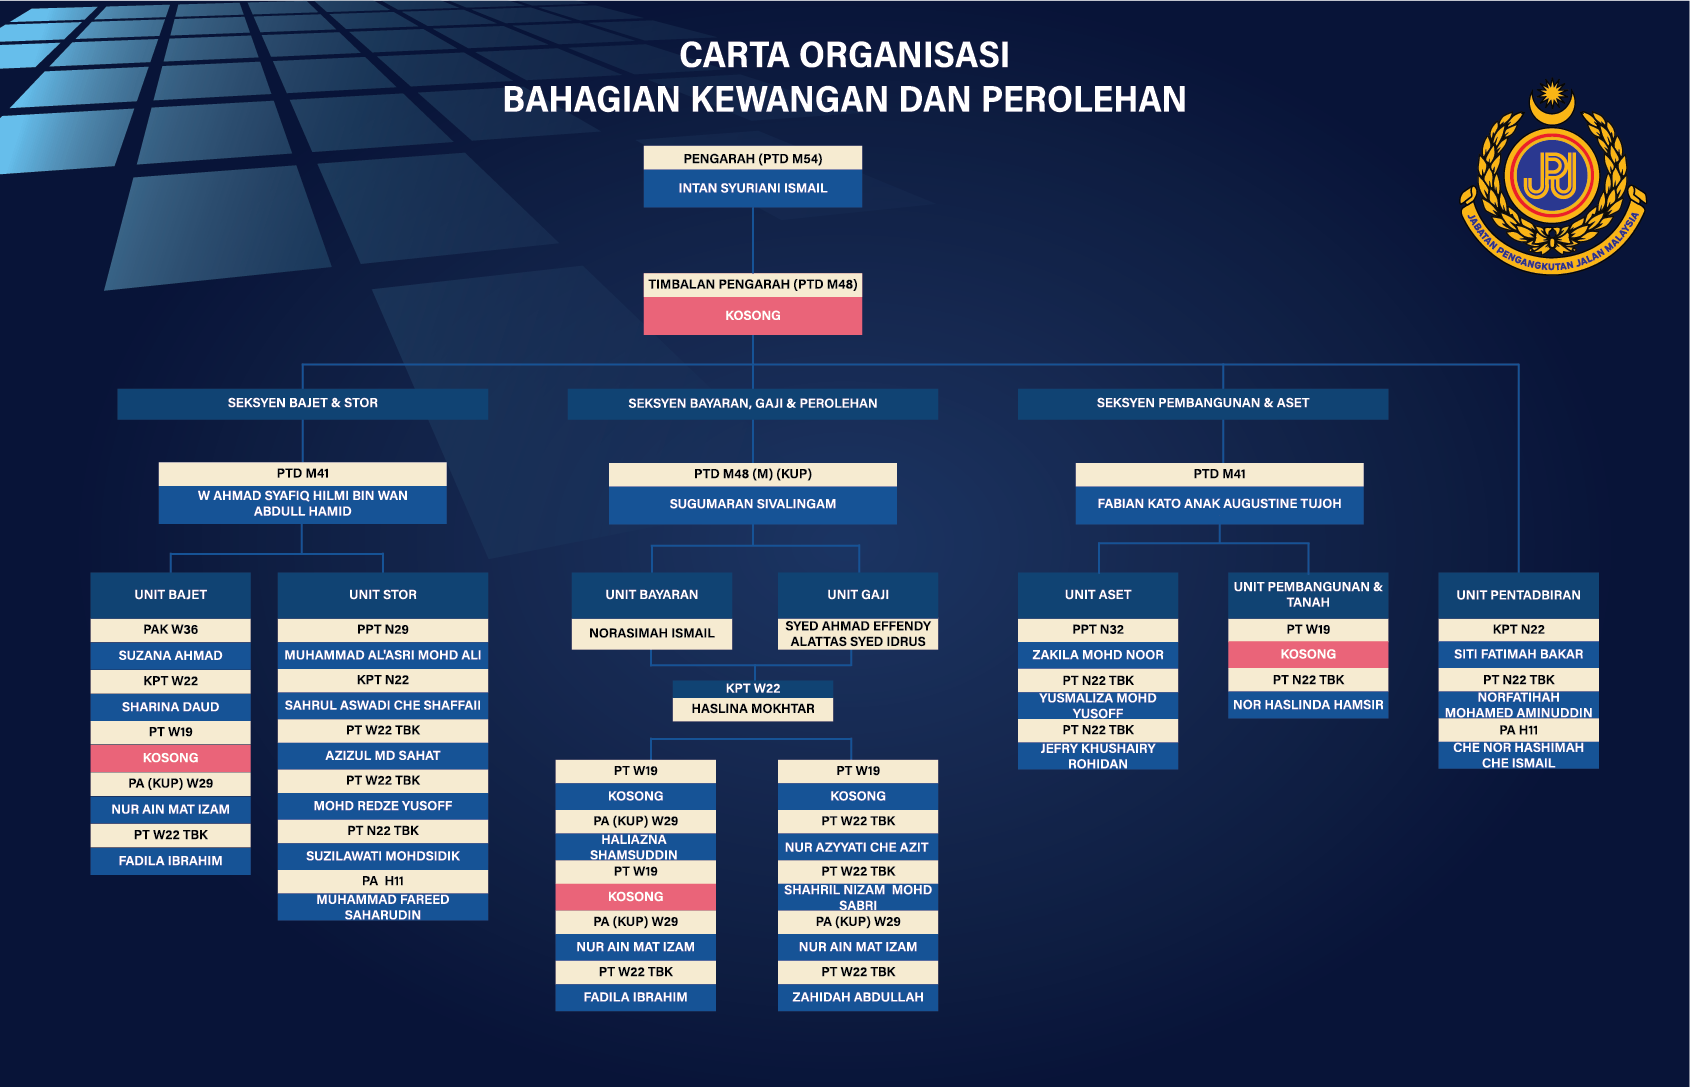 CARTA ORGANISASI
BAHAGIAN KEWANGAN DAN PEROLEHAN
JPJ
JABATAN PENGANGKUTAN JALAN MALAYSIA
PENGARAH (PTD M54)
INTAN SYURIANI ISMAIL
TIMBALAN PENGARAH (PTD M48)
KOSONG
SEKSYEN BAJET & STOR
PTD M41
W AHMAD SYAFIQ HILMI BIN WAN
ABDULL HAMID
UNIT BAJET
PAK W36
SUZANA AHMAD
KPT W22
SHARINA DAUD
PT W19
KOSONG
PA (KUP) W29
NUR AIN MAT IZAM
PT W22 TBK
FADILA IBRAHIM
UNIT STOR
PPT N29
MUHAMMAD AL'ASRI MOHD ALI
KPT N22
SAHRUL ASWADI CHE SHAFFAII
PT W22 TBK
AZIZUL MD SAHAT
PT W22 TBK
MOHD REDZE YUSOFF
PT N22 TBK
SUZILAWATI MOHDSIDIK
PA H11
MUHAMMAD FAREED
SAHARUDIN
SEKSYEN BAYARAN, GAJI & PEROLEHAN
PTD M48 (M) (KUP)
SUGUMARAN SIVALINGAM
UNIT BAYARAN
NORASIMAH ISMAIL
UNIT GAJI
SYED AHMAD EFFENDY
ALATTAS SYED IDRUS
KPT W22
HASLINA MOKHTAR
PT W19
KOSONG
PA (KUP) W29
HALIAZNA
SHAMSUDDIN
PT W19
KOSONG
PA (KUP) W29
NUR AIN MAT IZAM
PT W22 TBK
FADILA IBRAHIM
PT W19
KOSONG
PT W22 TBK
NUR AZYYATI CHE AZIT
PT W22 TBK
SHAHRIL NIZAM MOHD
SABRI
PA (KUP) W29
NUR AIN MAT IZAM
PT W22 TBK
ZAHIDAH ABDULLAH
SEKSYEN PEMBANGUNAN & ASET
PTD M41
FABIAN KATO ANAK AUGUSTINE TUJOH
UNIT ASET
PPT N32
ZAKILA MOHD NOOR
PT N22 TBK
YUSMALIZA MOHD
YUSOFF
PT N22 TBK
JEFRY KHUSHAIRY
ROHIDAN
UNIT PEMBANGUNAN &
TANAH
PT W19
KOSONG
PT N22 TBK
NOR HASLINDA HAMSIR
UNIT PENTADBIRAN
KPT N22
SITI FATIMAH BAKAR
PT N22 TBK
NORFATIHAH
MOHAMED AMINUDDIN
PA H11
CHE NOR HASHIMAH
CHE ISMAIL